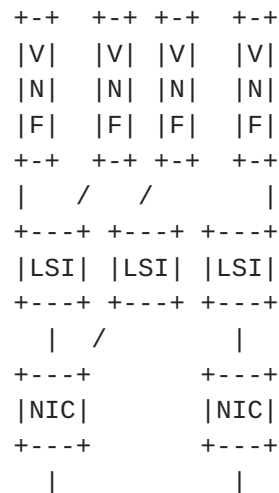 +-+  +-+ +-+  +-+
|V|  |V| |V|  |V|
|N|  |N| |N|  |N|
|F|  |F| |F|  |F|
+-+  +-+ +-+  +-+
|   /   /       |
+---+ +---+ +---+
|LSI| |LSI| |LSI|
+---+ +---+ +---+
  |  /        |
+---+       +---+
|NIC|       |NIC|
+---+       +---+
  |           |